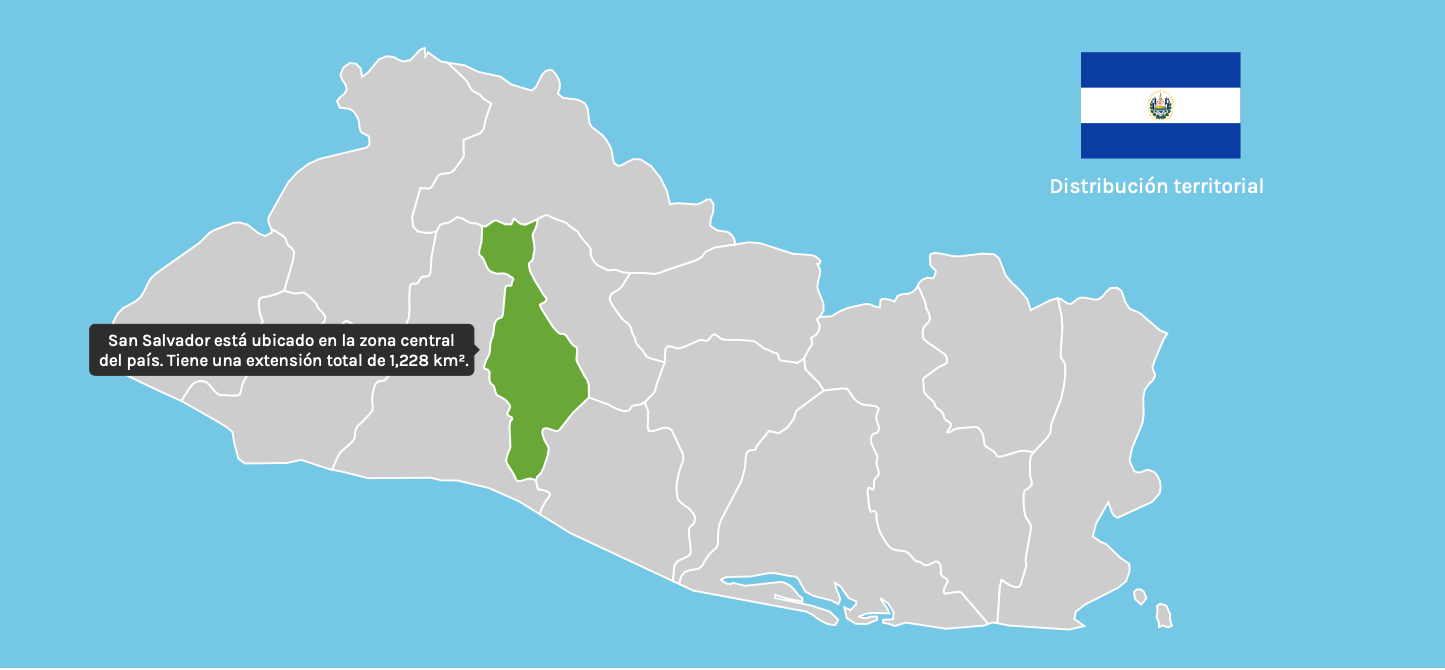 Distribución territorial
San Salvador está ubicado en la zona central
del país. Tiene una extensión total de 1,228 km².